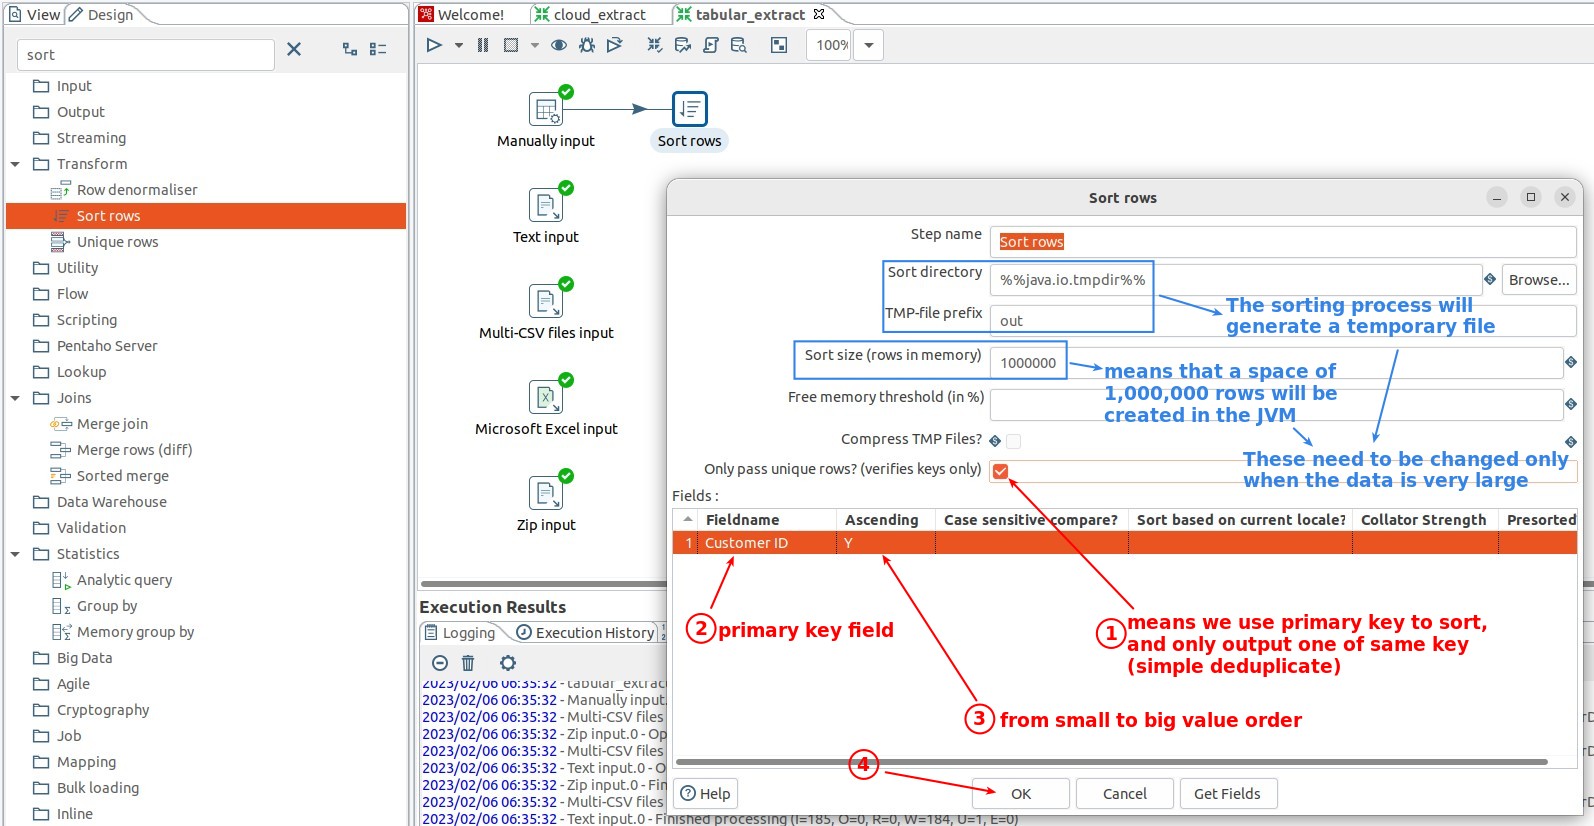 View
Design
Welcome!
cloud_extract
tabular_extract
sort
100%
Input
Output
Streaming
Transform
Row denormaliser
Sort rows
Unique rows
Utility
Flow
Scripting
Pentaho Server
Lookup
Joins
Merge join
Merge rows (diff)
Sorted merge
Data Warehouse
Validation
Statistics
Analytic query
Group by
Memory group by
Big Data
Agile
Cryptography
Job
Mapping
Bulk loading
Inline
Manually input
Sort rows
Text input
Multi-CSV files input
Microsoft Excel input
Zip input
Sort rows
Step name
Sort rows
Sort directory
%%java.io.tmpdir%%
Browse...
TMP-file prefix
out
The sorting process will
generate a temporary file
Sort size (rows in memory)
1000000
means that a space of
1,000,000 rows will be
created in the JVM
Free memory threshold (in %)
Compress TMP Files?
Only pass unique rows? (verifies keys only)
These need to be changed only
when the data is very large
Fields :
Fieldname Ascending Case sensitive compare? Sort based on current locale? Collator Strength Presorted
1 Customer ID Y
2 primary key field
1 means we use primary key to sort,
and only output one of same key
(simple deduplicate)
3 from small to big value order
4
Help
OK
Cancel
Get Fields
Execution Results
Logging
Execution History
2023/02/06 06:35:32 - tabular_extrac
2023/02/06 06:35:32 - Manually input.
2023/02/06 06:35:32 - Multi-CSV files
2023/02/06 06:35:32 - Zip input.0 - Op
2023/02/06 06:35:32 - Multi-CSV files
2023/02/06 06:35:32 - Text input.0 - O
2023/02/06 06:35:32 - Zip input.0 - Fin
2023/02/06 06:35:32 - Multi-CSV files
2023/02/06 06:35:32 - Text input.0 - Finished processing (I=185, O=0, R=0, W=184, U=1, E=0)